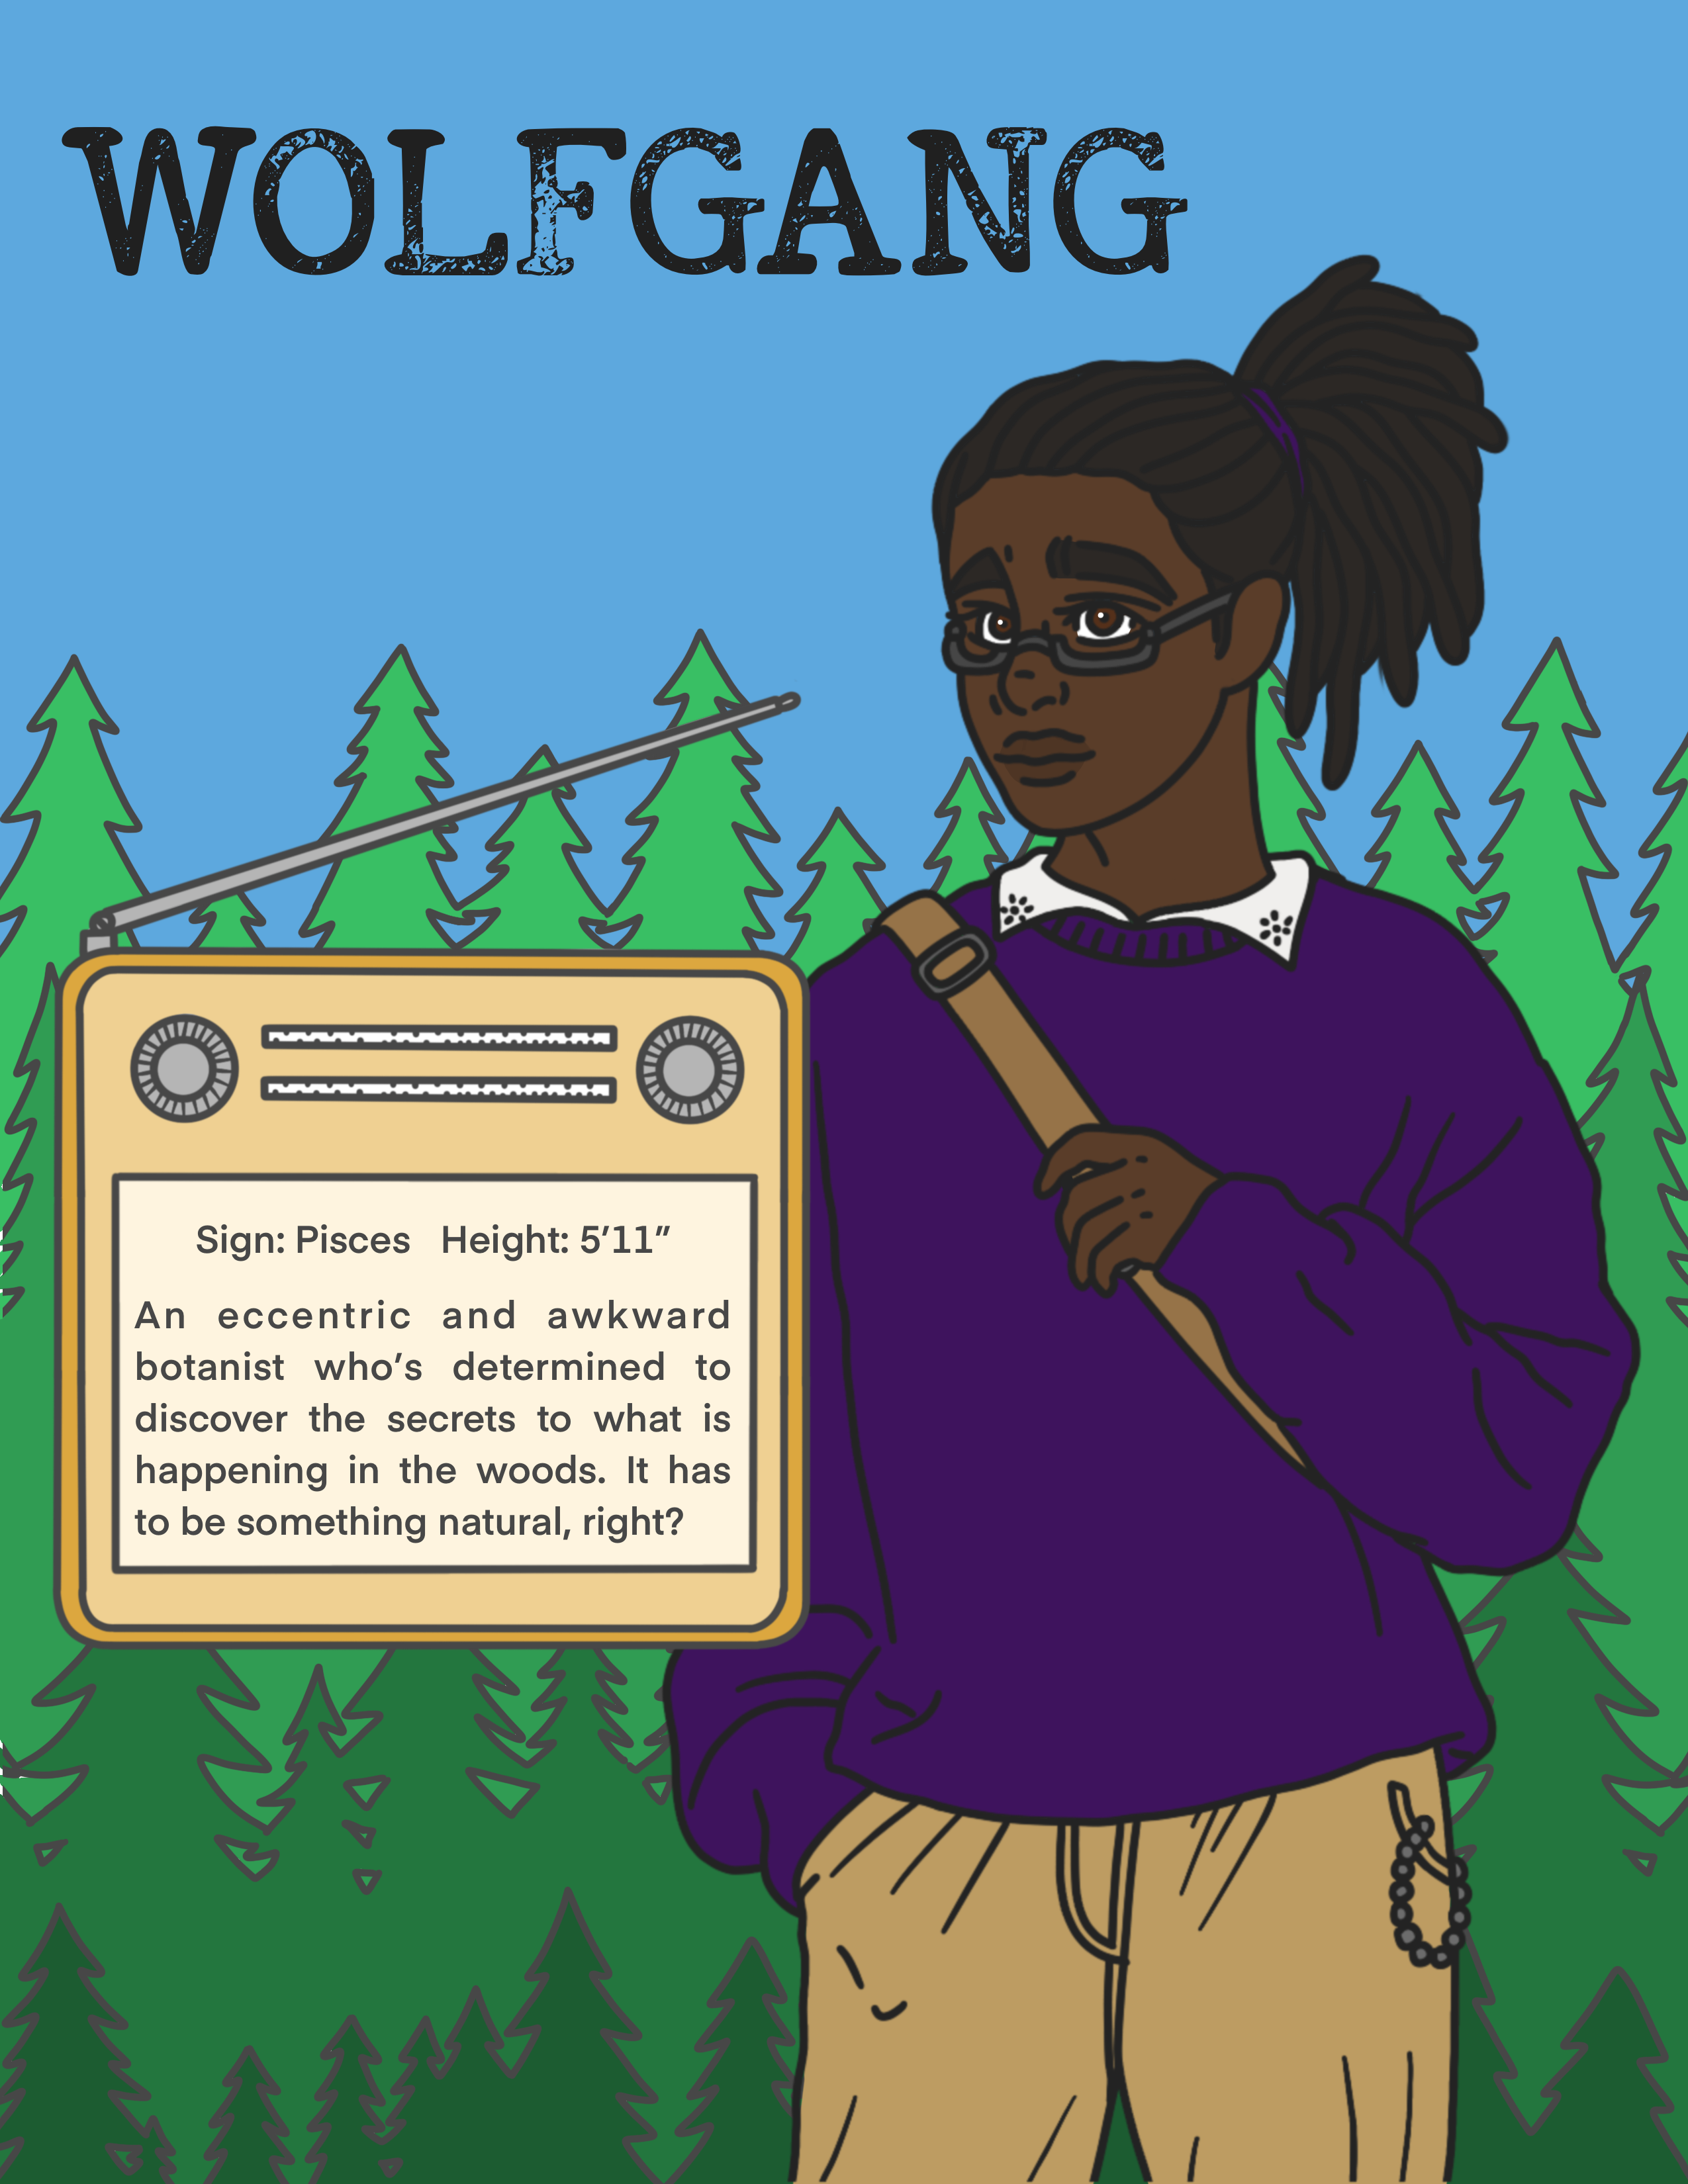 WOLFGANG
Sign: Pisces Height: 5’11”
An eccentric and awkward
botanist who’s determined to
discover the secrets to what is
happening in the woods. It has
to be something natural, right?